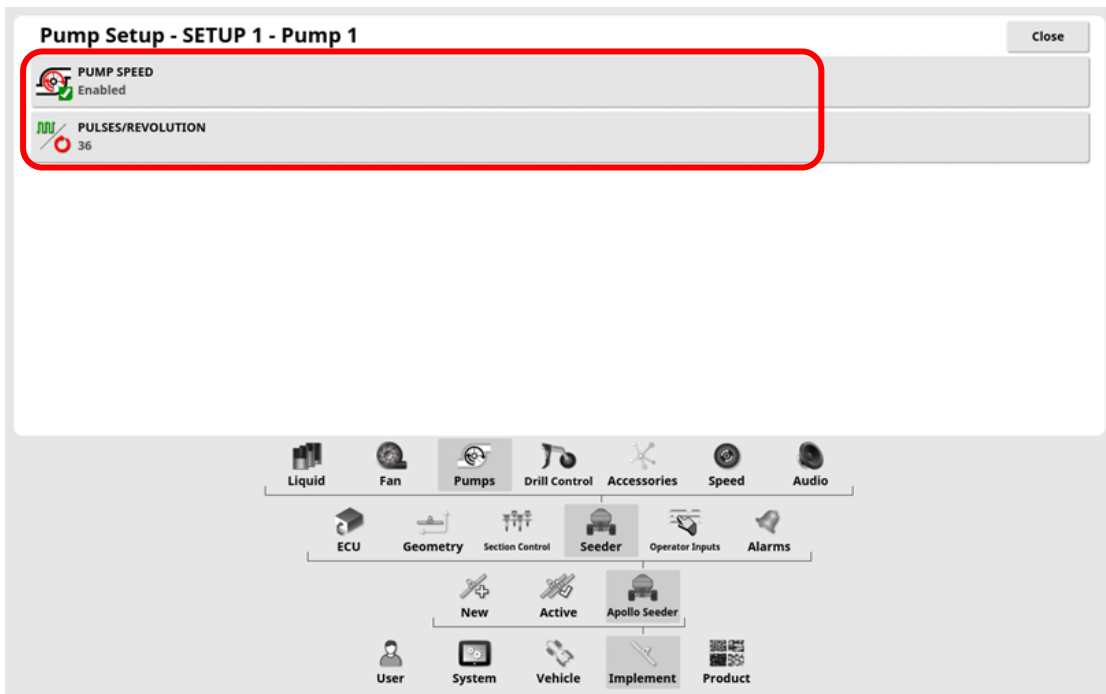 Pump Setup - SETUP 1 - Pump 1
Close
PUMP SPEED
Enabled
PULSES/REVOLUTION
36
Liquid Fan Pumps Drill Control Accessories Speed Audio
ECU Geometry Section Control Seeder Operator Inputs Alarms
New Active Apollo Seeder
User System Vehicle Implement Product